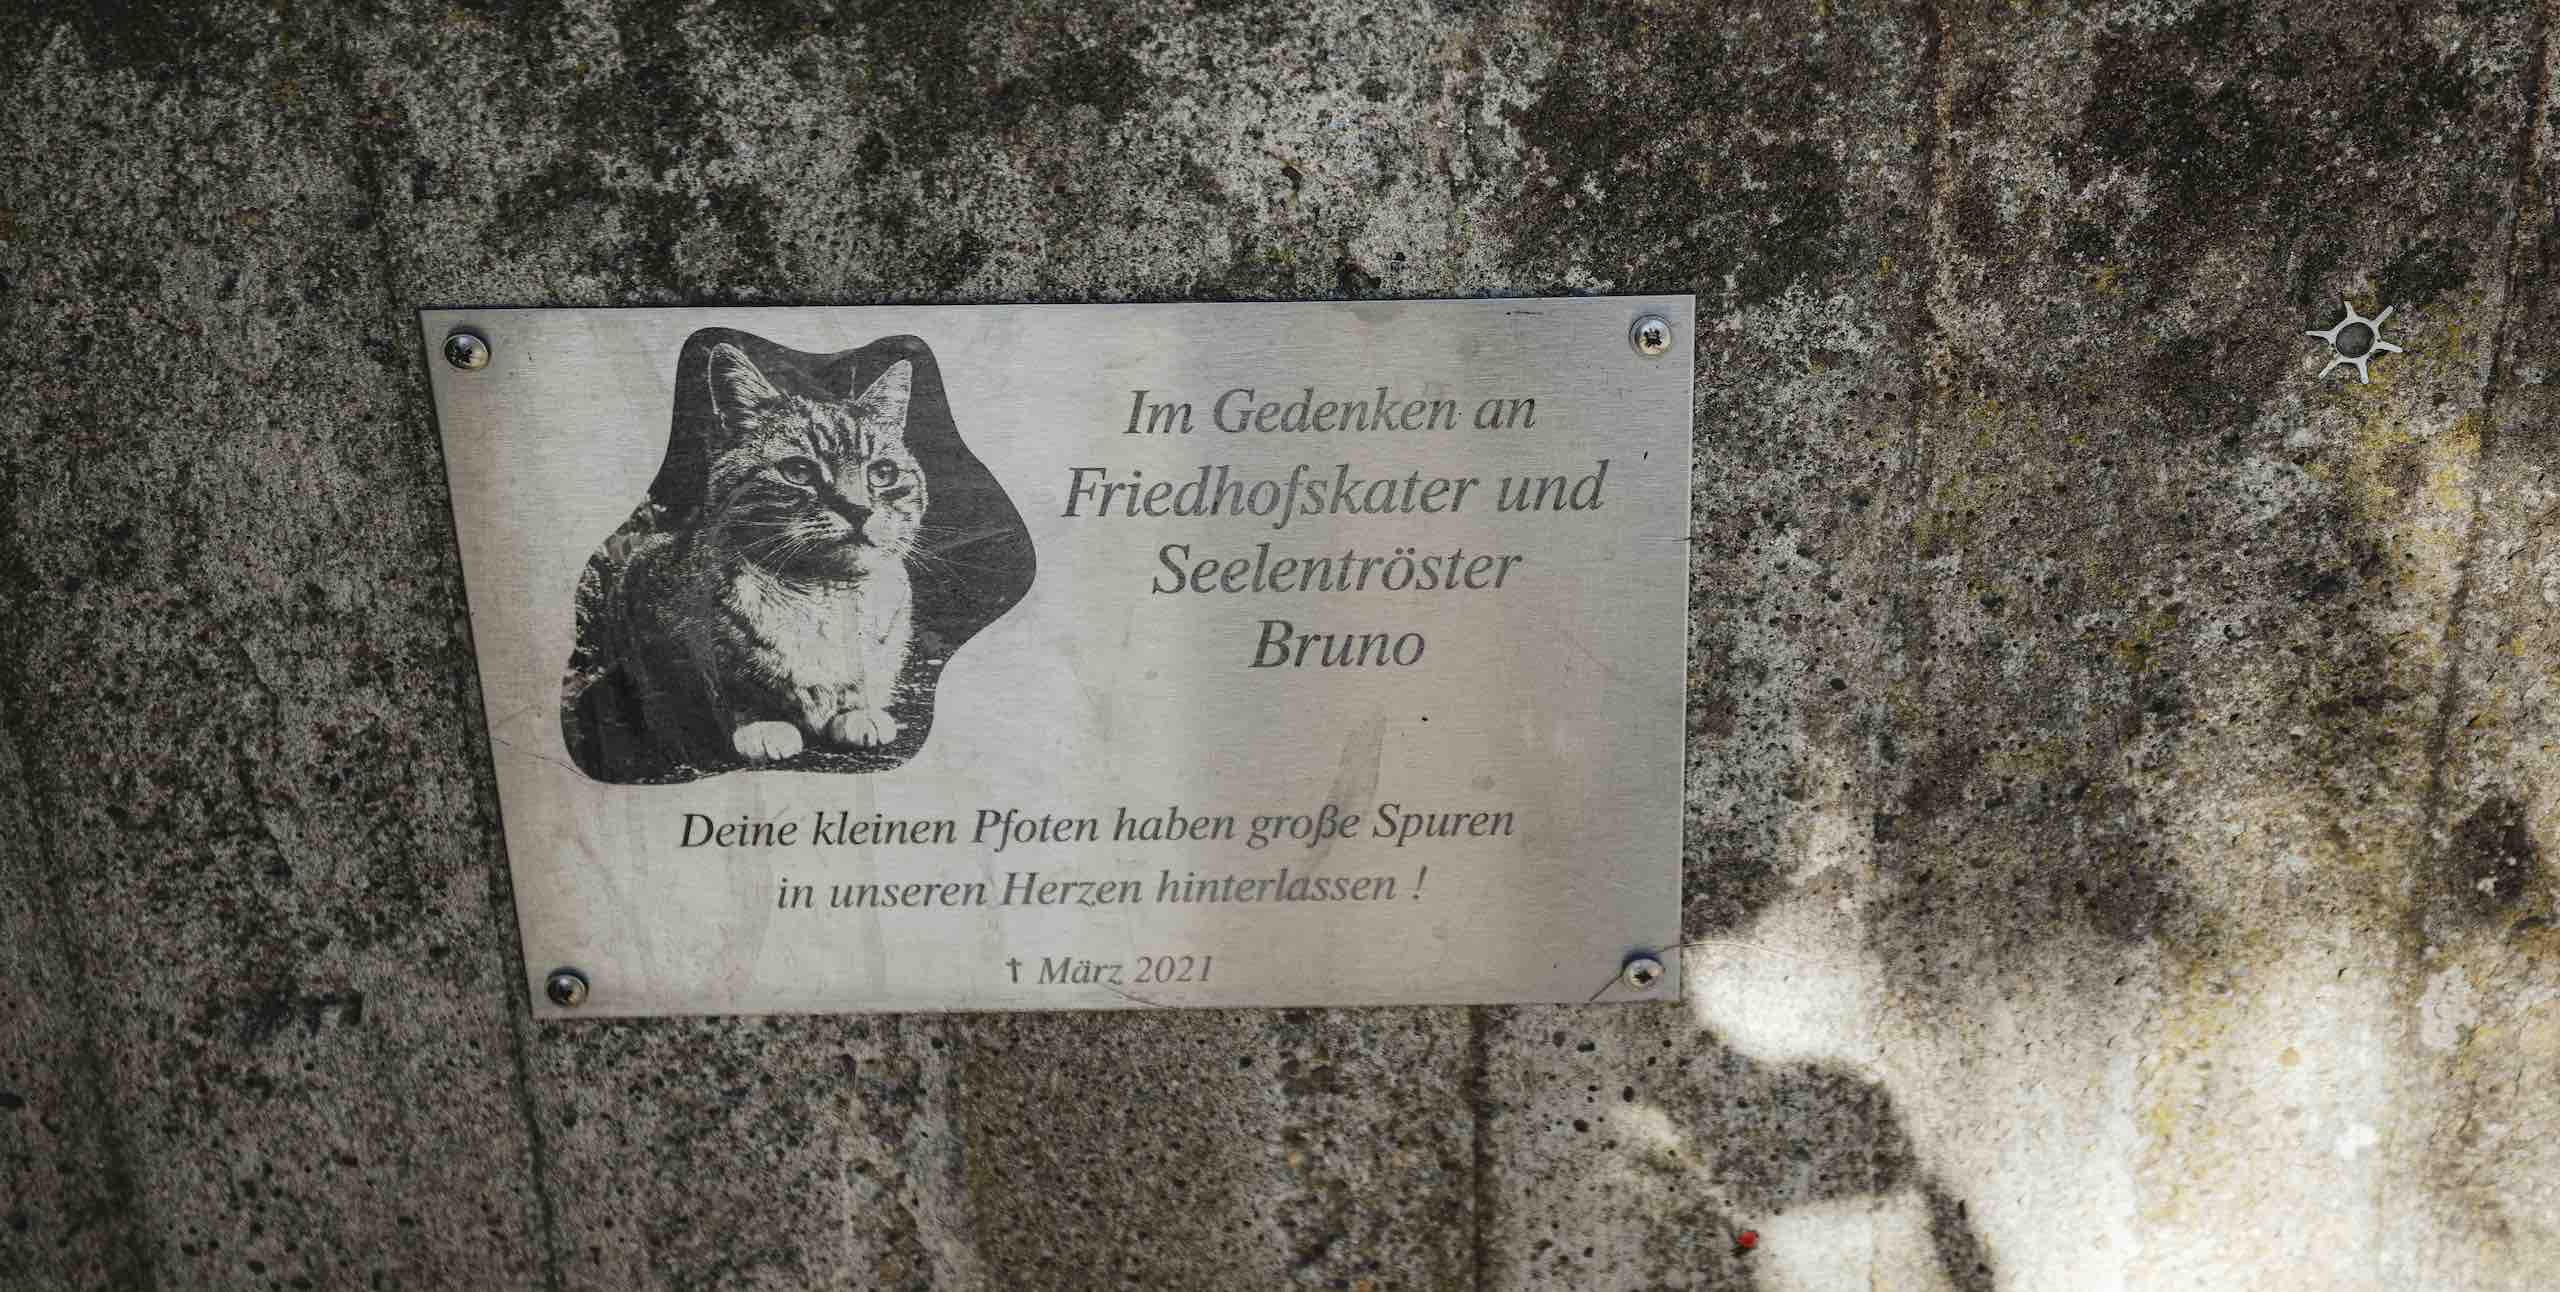 Im Gedenken an
Friedhofskater und
Seelentröster
Bruno
Deine kleinen Pfoten haben große Spuren
in unseren Herzen hinterlassen !
† März 2021